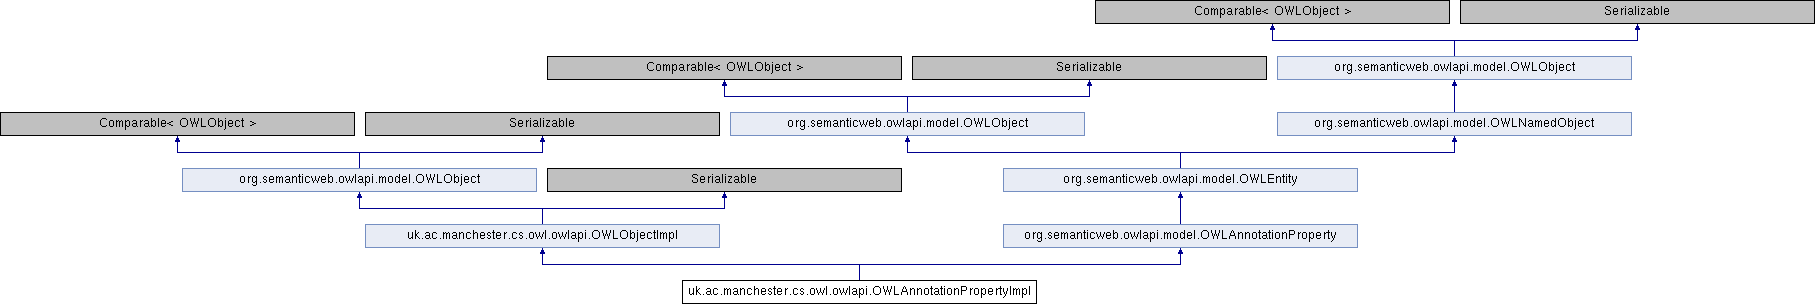 Comparable< OWLObject >
Serializable
Comparable< OWLObject >
Serializable
org.semanticweb.owlapi.model.OWLObject
Comparable< OWLObject >
Serializable
org.semanticweb.owlapi.model.OWLObject
org.semanticweb.owlapi.model.OWLNamedObject
org.semanticweb.owlapi.model.OWLObject
Serializable
org.semanticweb.owlapi.model.OWLEntity
uk.ac.manchester.cs.owl.owlapi.OWLObjectImpl
org.semanticweb.owlapi.model.OWLAnnotationProperty
uk.ac.manchester.cs.owl.owlapi.OWLAnnotationPropertyImpl